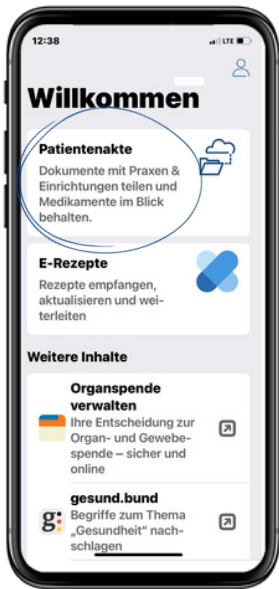 12:38
LTE
Willkommen
Patientenakte
Dokumente mit Praxen &
Einrichtungen teilen und
Medikamente im Blick
behalten.
E-Rezepte
Rezepte empfangen,
aktualisieren und wei-
terleiten
Weitere Inhalte
Organspende
verwalten
Ihre Entscheidung zur
Organ- und Gewebe-
spende – sicher und
online
gesund.bund
g:
Begriffe zum Thema
„Gesundheit" nach-
schlagen